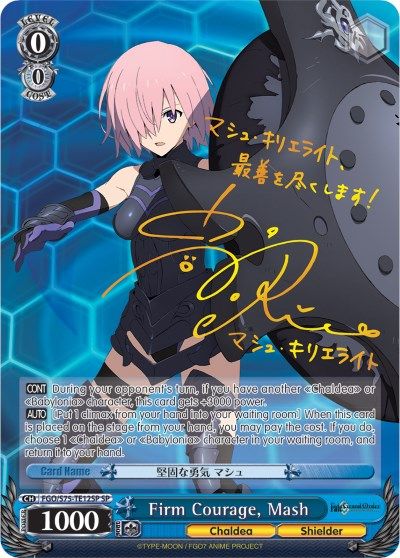 LEVEL
0
0
COST
マシュ・キリエライト、
最善を尽くします!
マシュ・キリエライト
CONT During your opponent's turn, if you have another <Chaldea> or
<Babylonia> character, this card gets +3000 power.
AUTO [Put 1 climax from your hand into your waiting room] When this card
is placed on the stage from your hand, you may pay the cost. If you do,
choose 1 <Chaldea> or <Babylonia> character in your waiting room, and
return it to your hand.
Card Name 堅固な勇気 マシュ
CH FGO/S75-TE12SP SP
POWER 1000
Firm Courage, Mash
Chaldea Shielder
©TYPE-MOON / FGO7 ANIME PROJECT